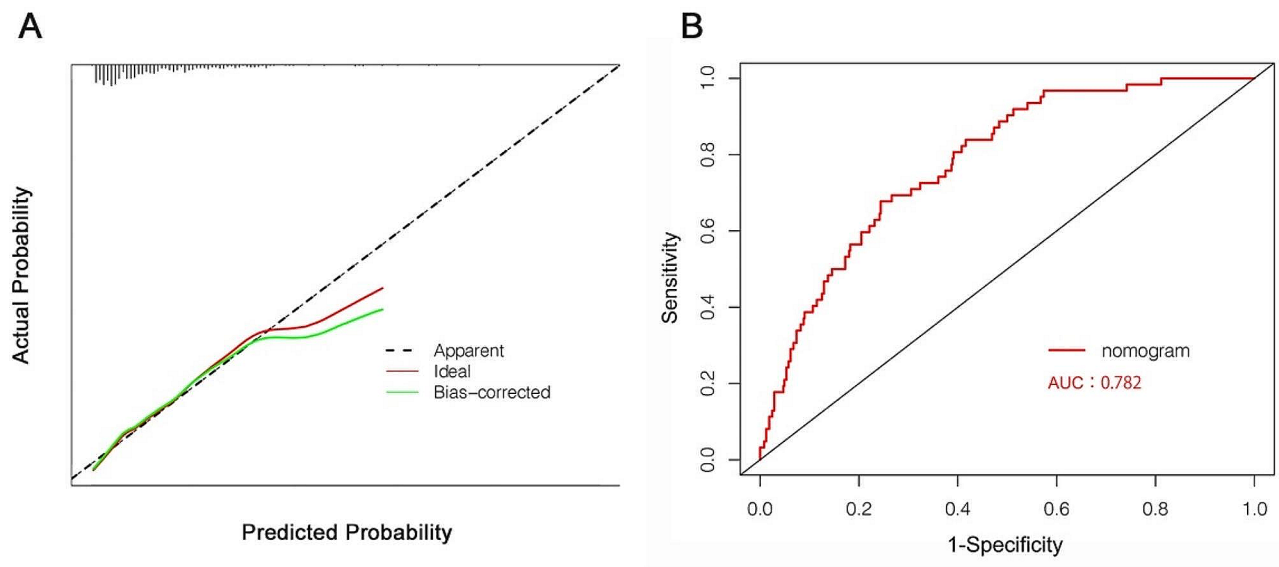 A
Actual Probability
Apparent
Ideal
Bias-corrected
Predicted Probability
B
Sensitivity
1.0
0.8
0.6
0.4
0.2
0.0
nomogram
AUC : 0.782
0.0 0.2 0.4 0.6 0.8 1.0
1-Specificity